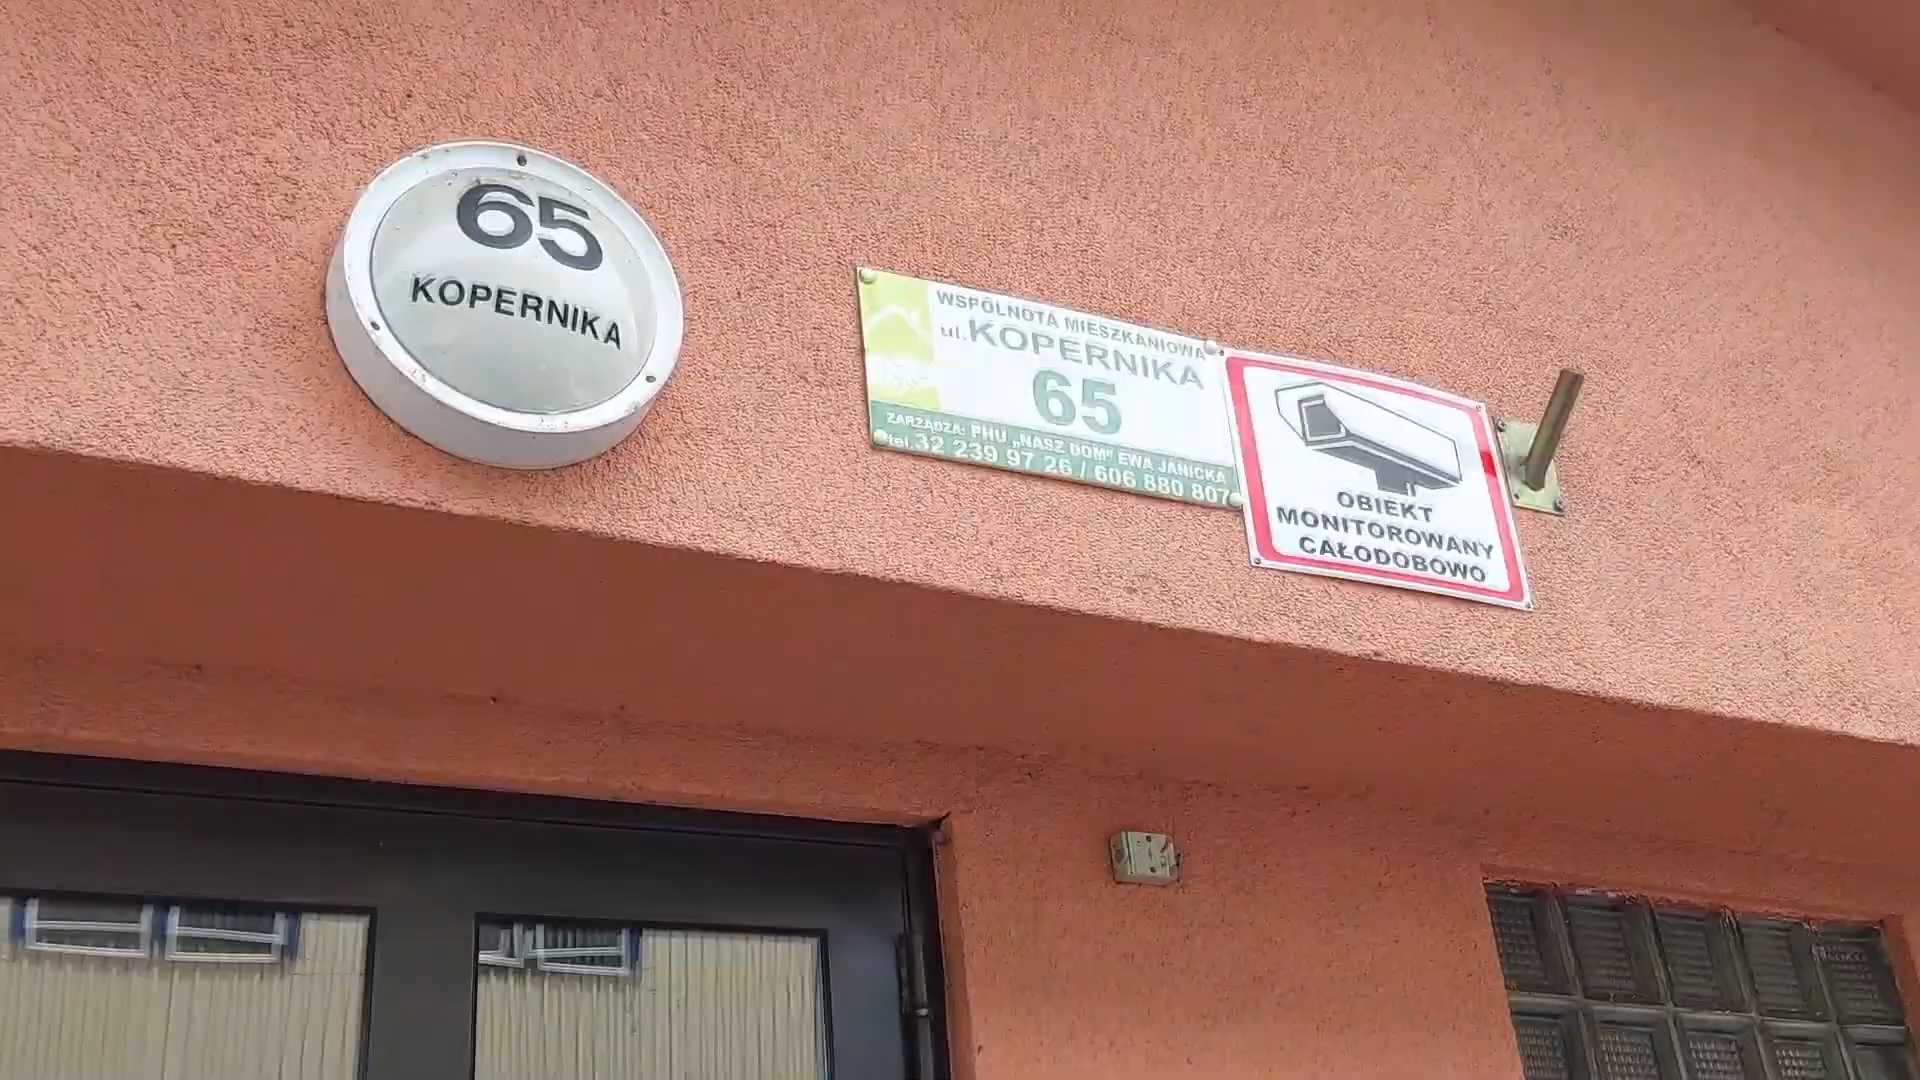 65
KOPERNIKA
WSPÓLNOTA MIESZKANIOWA
ul. KOPERNIKA
65
ZARZĄDZA: PHU „NASZ DOM" EWA JANICKA
tel. 32 239 97 26 / 606 880 807
OBIEKT
MONITOROWANY
CAŁODOBOWO